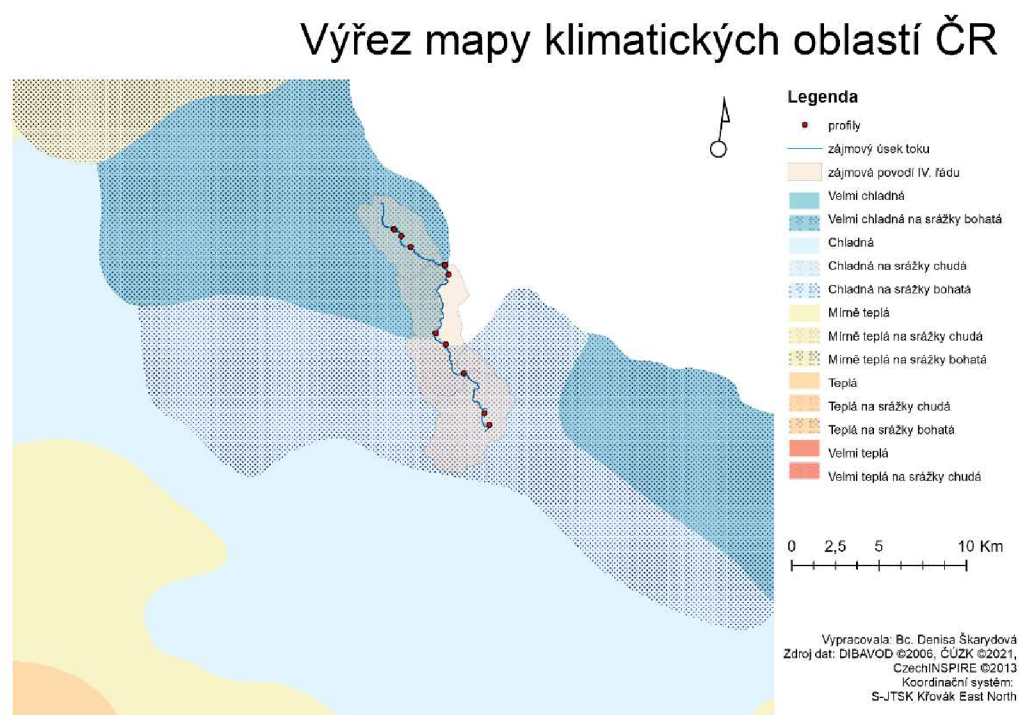 Výřez mapy klimatických oblastí ČR
Legenda
profily
zájmový úsek toku
zájmová povodí IV. řádu
Velmi chladná
Velmi chladná na srážky bohatá
Chladná
Chladná na srážky chudá
Chladná na srážky bohatá
Mírně teplá
Mírně teplá na srážky chudá
Mírně teplá na srážky bohatá
Teplá
Teplá na srážky chudá
Teplá na srážky bohatá
Velmi teplá
Velmi teplá na srážky chudá
0 2,5 5 10 Km
Vypracovala: Bc. Denisa Škarydová
Zdroj dat: DIBAVOD ©2006, ČÚZK ©2021,
CzechINSPIRE ©2013
Koordinační systém:
S-JTSK Křovák East North